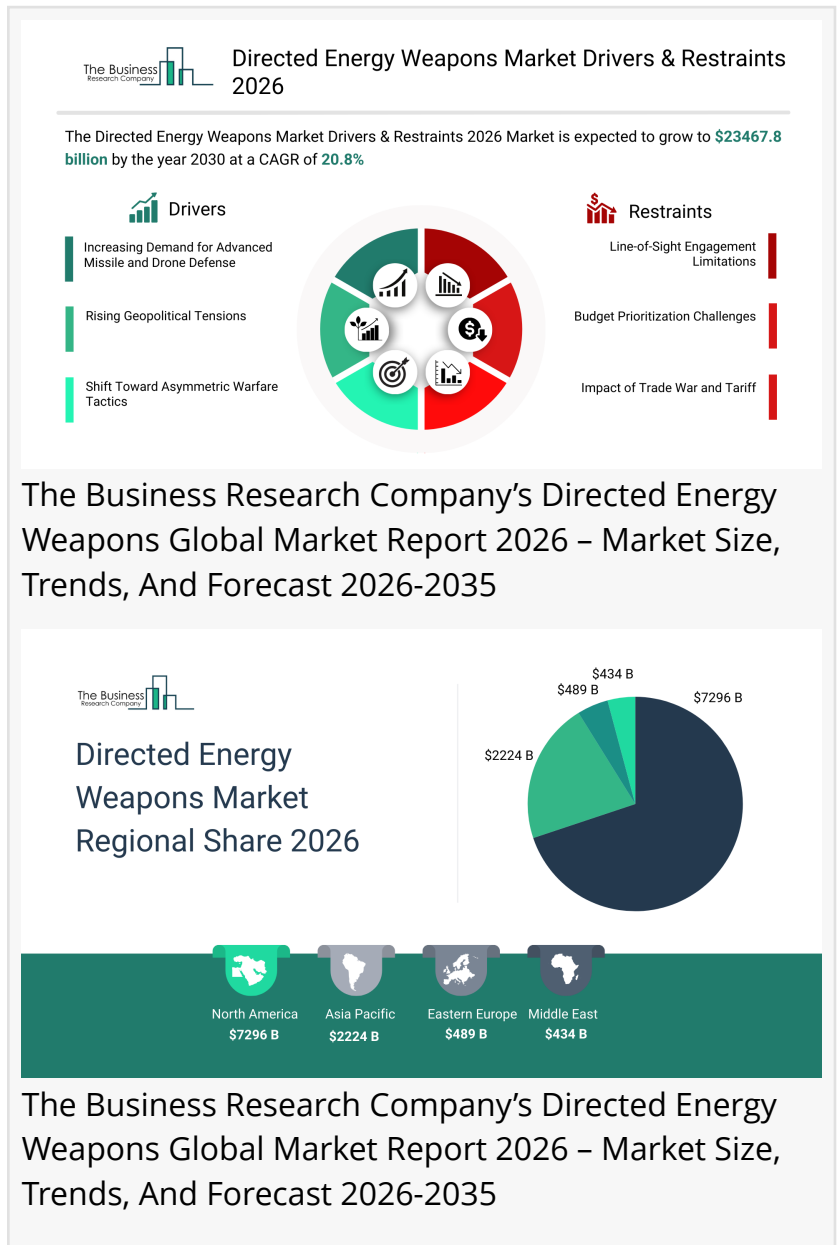 The Business
Research Company
Directed Energy Weapons Market Drivers & Restraints
2026
The Directed Energy Weapons Market Drivers & Restraints 2026 Market is expected to grow to $23467.8
billion by the year 2030 at a CAGR of 20.8%
Drivers
Increasing Demand for Advanced
Missile and Drone Defense
Rising Geopolitical Tensions
Shift Toward Asymmetric Warfare
Tactics
Restraints
Line-of-Sight Engagement
Limitations
Budget Prioritization Challenges
Impact of Trade War and Tariff
The Business Research Company’s Directed Energy
Weapons Global Market Report 2026 – Market Size,
Trends, And Forecast 2026-2035
The Business
Research Company
Directed Energy
Weapons Market
Regional Share 2026
$434 B
$489 B
$7296 B
$2224 B
North America
$7296 B
Asia Pacific
$2224 B
Eastern Europe
$489 B
Middle East
$434 B
The Business Research Company’s Directed Energy
Weapons Global Market Report 2026 – Market Size,
Trends, And Forecast 2026-2035